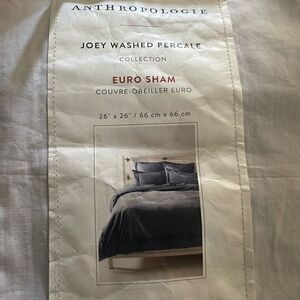 ANTHROPOLOGIE
JOEY WASHED PERCALE
COLLECTION
EURO SHAM
COUVRE-OREILLER EURO
26" x 26" / 66 cm x 66 cm